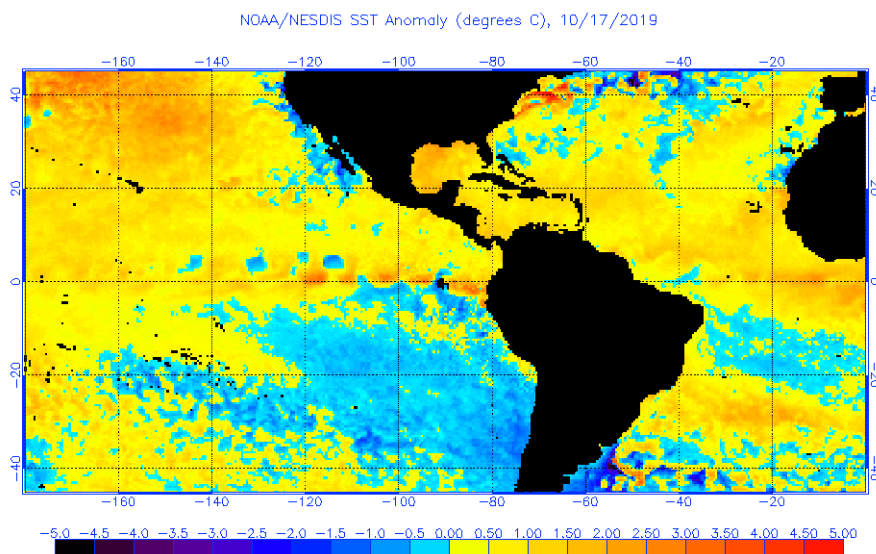 NOAA/NESDIS SST Anomaly (degrees C), 10/17/2019
-160 -140 -120 -100 -80 -60 -40 -20
40 40
20 20
0 0
-20 -20
-40 -40
-160 -140 -120 -100 -80 -60 -40 -20
-5.0 -4.5 -4.0 -3.5 -3.0 -2.5 -2.0 -1.5 -1.0 -0.5 0.00 0.50 1.00 1.50 2.00 2.50 3.00 3.50 4.00 4.50 5.00